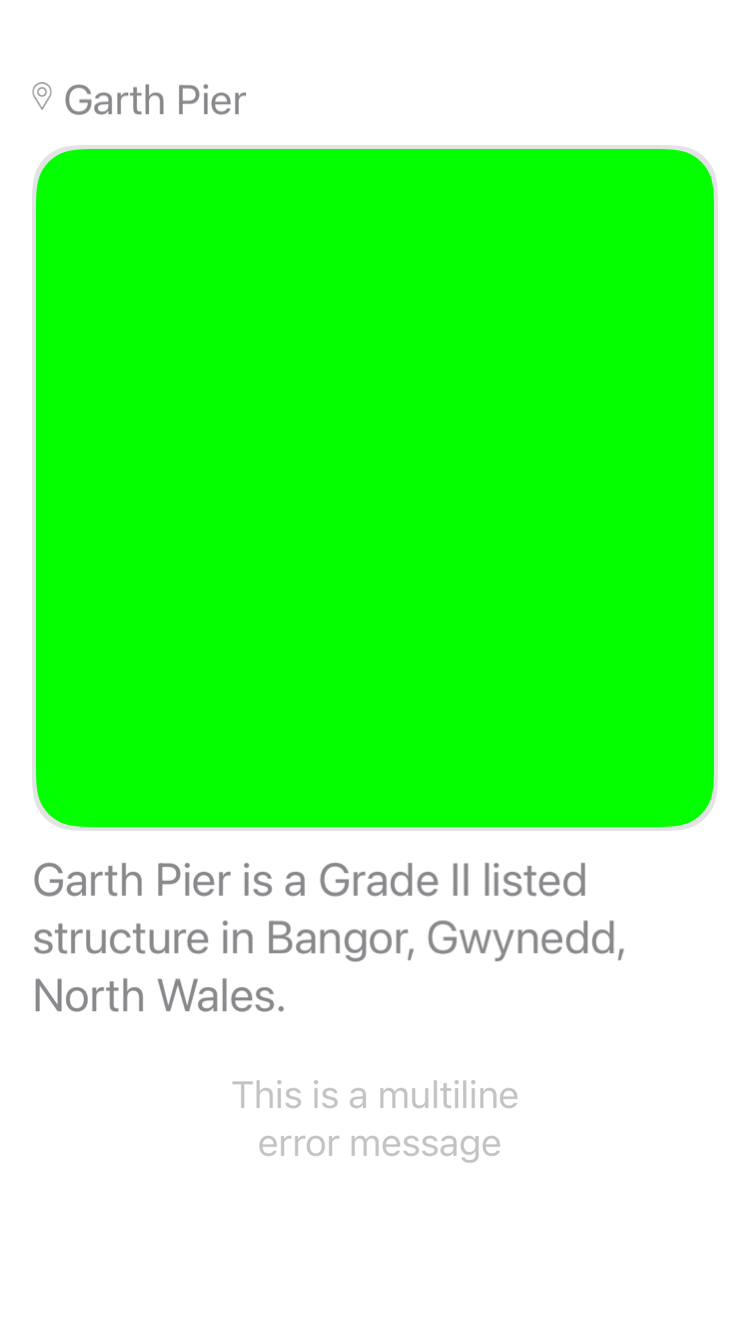 Garth Pier
Garth Pier is a Grade II listed
structure in Bangor, Gwynedd,
North Wales.
This is a multiline
error message